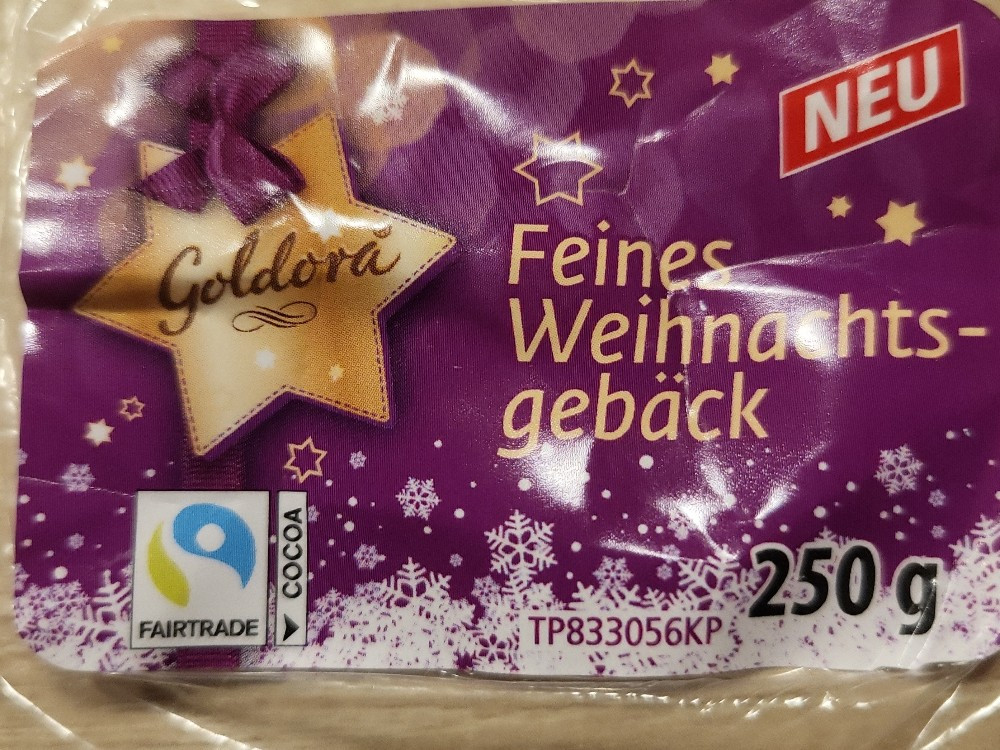 NEU
Goldora
Feines
Weihnachts-
gebäck
FAIRTRADE
COCOA
250 g
TP833056KP